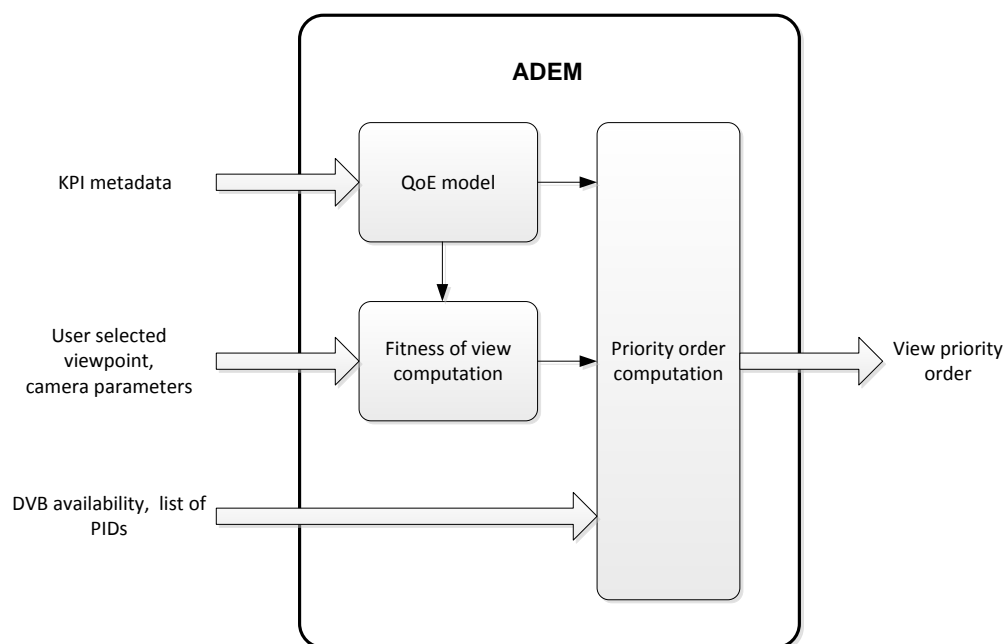 ADEM
KPI metadata
QoE model
User selected
viewpoint,
camera parameters
Fitness of view
computation
Priority order
computation
View priority
order
DVB availability,  list of
PIDs